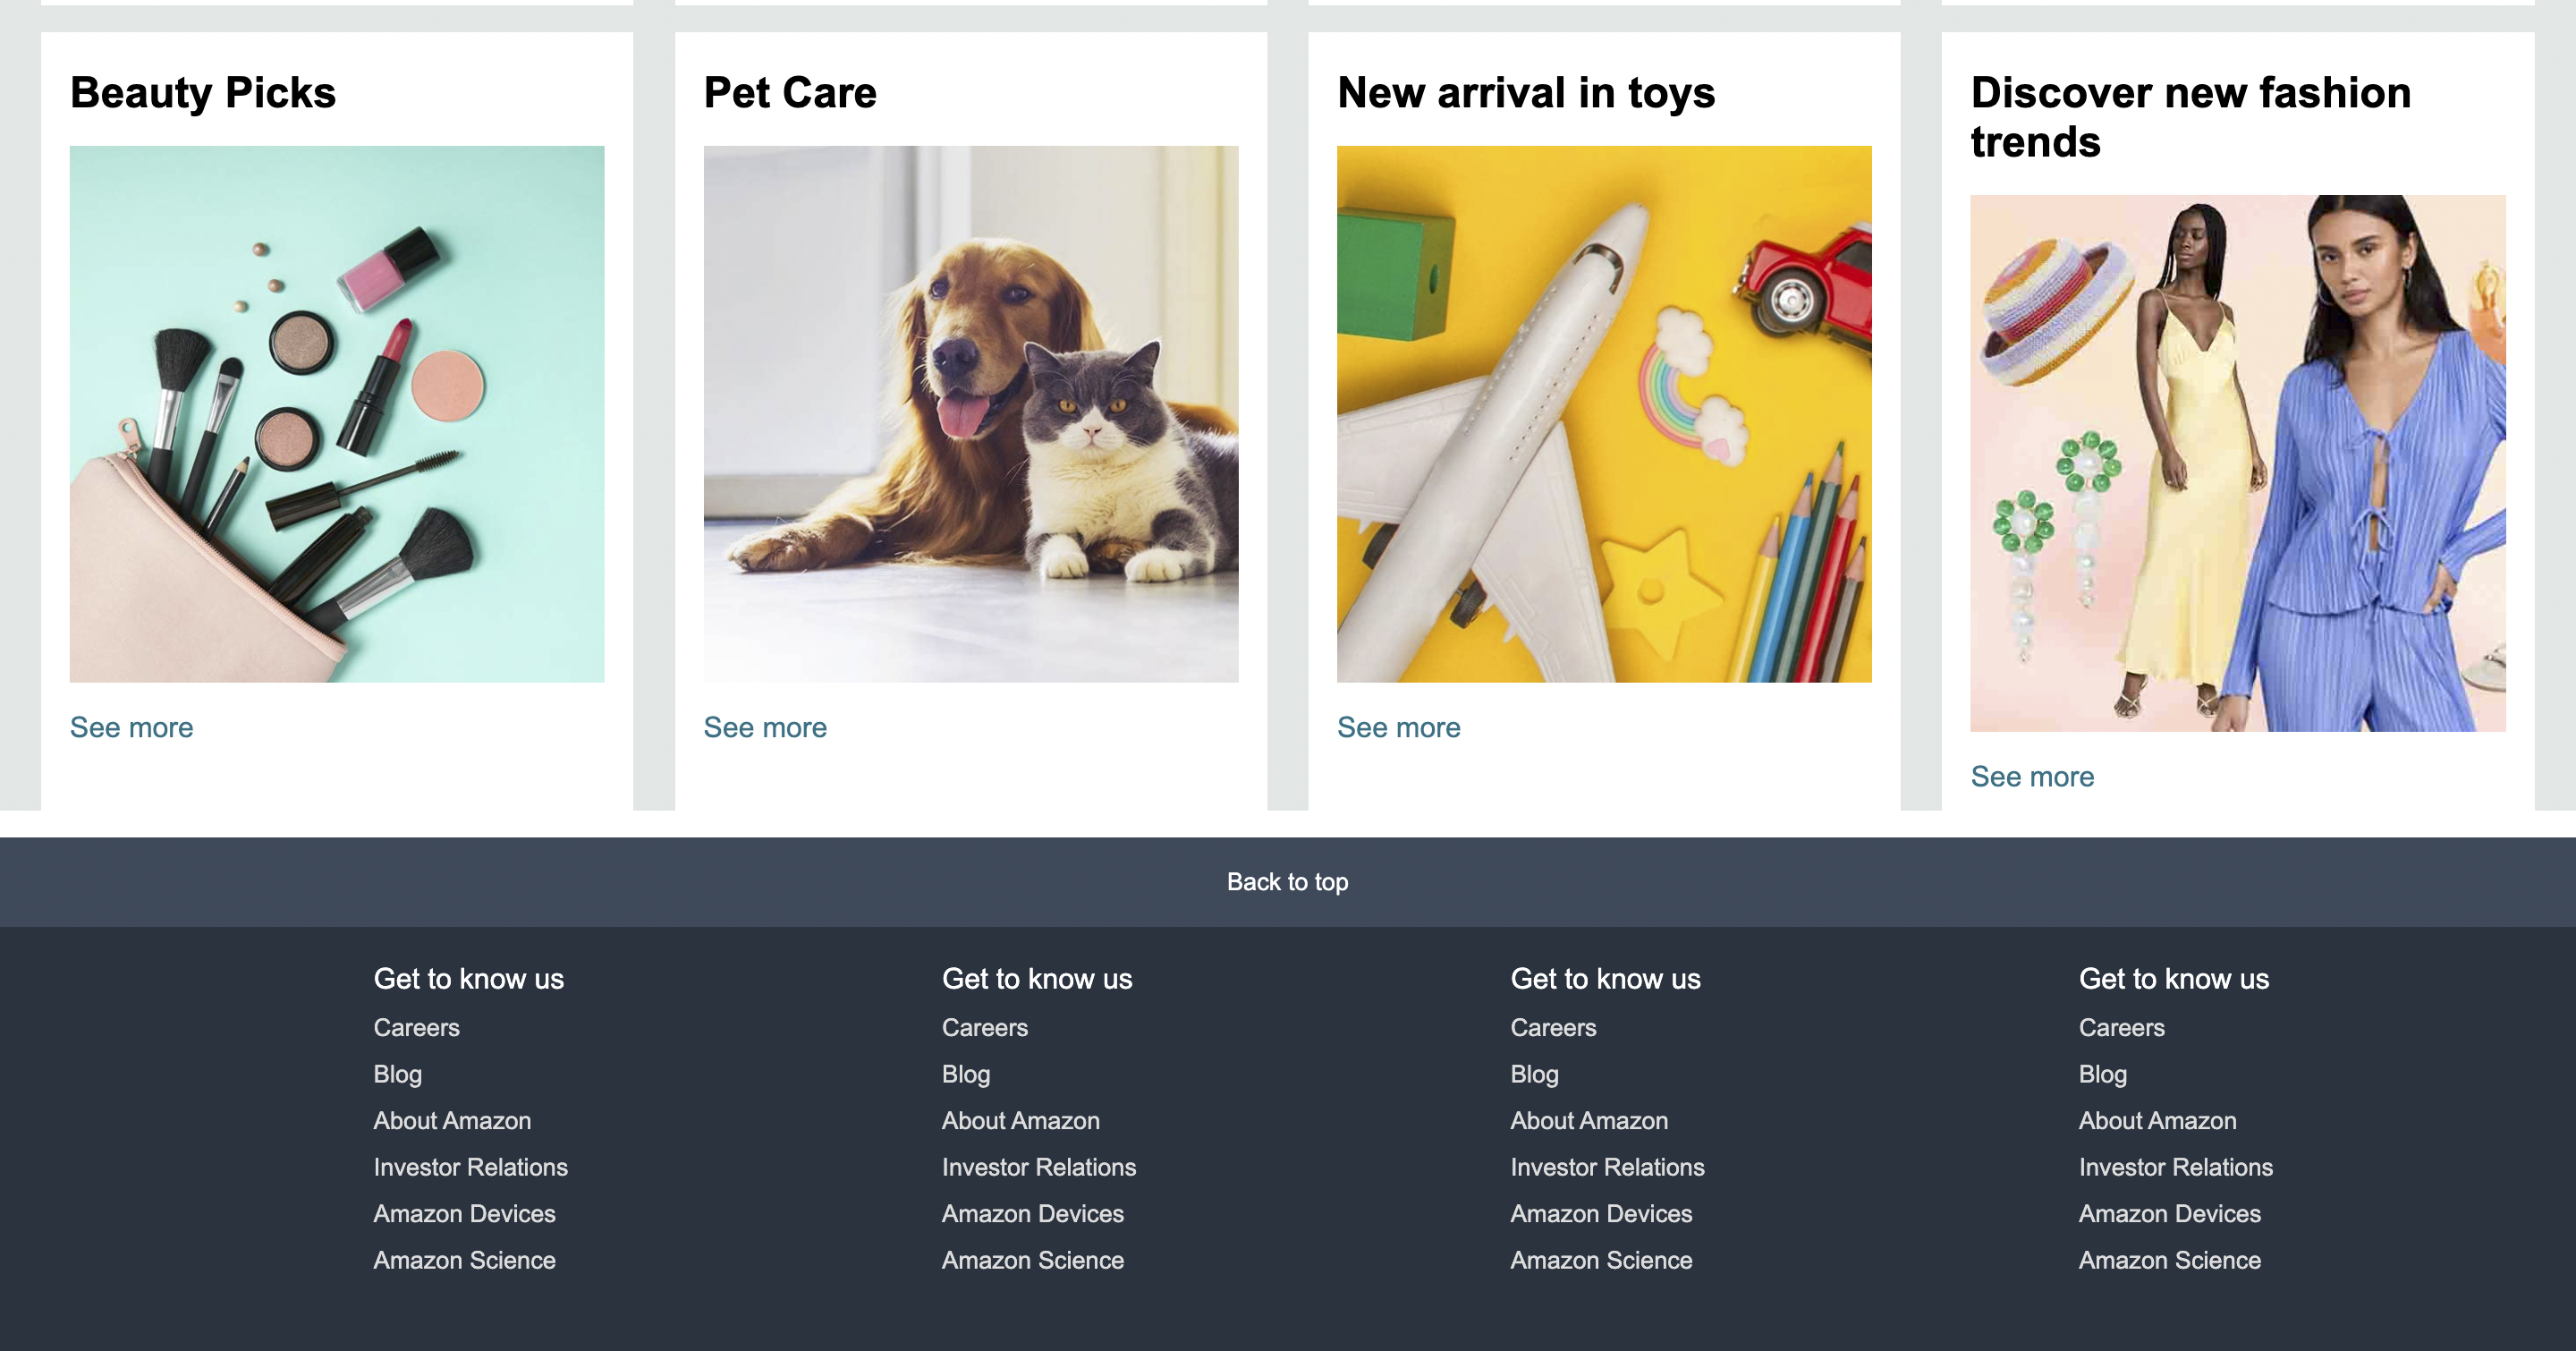 Beauty Picks
See more
Pet Care
See more
New arrival in toys
See more
Discover new fashion
trends
See more
Back to top
Get to know us
Careers
Blog
About Amazon
Investor Relations
Amazon Devices
Amazon Science
Get to know us
Careers
Blog
About Amazon
Investor Relations
Amazon Devices
Amazon Science
Get to know us
Careers
Blog
About Amazon
Investor Relations
Amazon Devices
Amazon Science
Get to know us
Careers
Blog
About Amazon
Investor Relations
Amazon Devices
Amazon Science